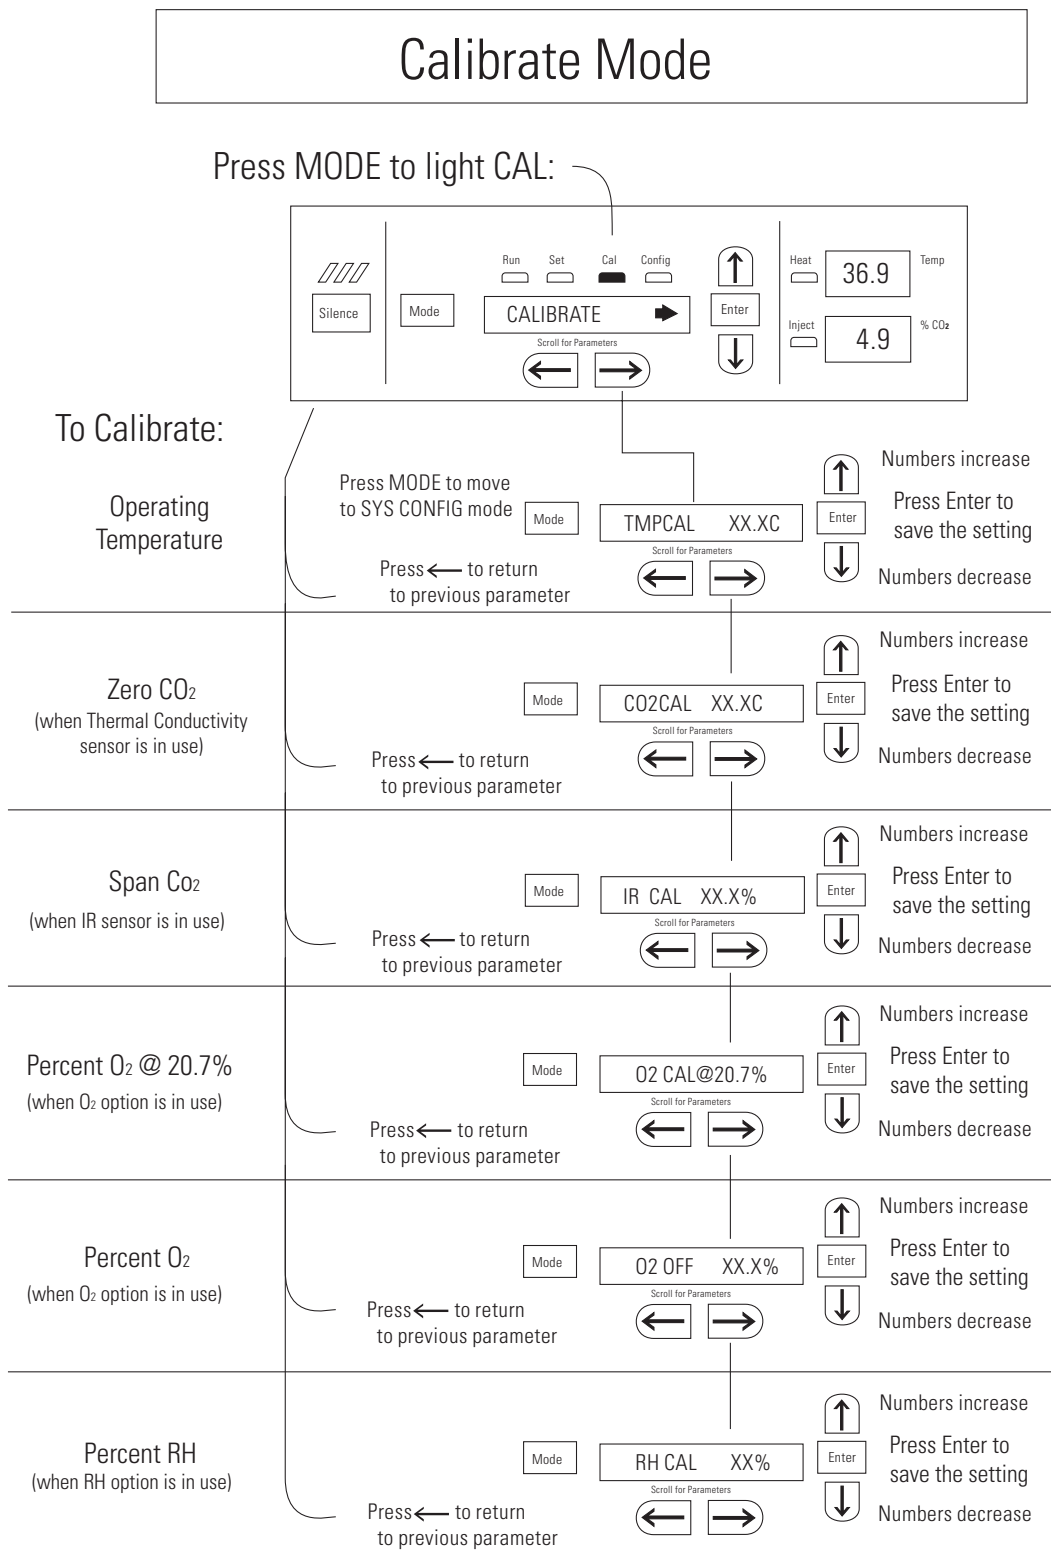 Calibrate Mode
Press MODE to light CAL:
Run Set Cal Config
Silence
Mode
CALIBRATE
Scroll for Parameters
Enter
Heat
36.9
Temp
Inject
4.9
% CO2
To Calibrate:
Operating
Temperature
Press MODE to move
to SYS CONFIG mode
Press ← to return
to previous parameter
Mode
TMPCAL XX.XC
Scroll for Parameters
Enter
Numbers increase
Press Enter to
save the setting
Numbers decrease
Zero CO2
(when Thermal Conductivity
sensor is in use)
Press ← to return
to previous parameter
Mode
CO2CAL XX.XC
Scroll for Parameters
Enter
Numbers increase
Press Enter to
save the setting
Numbers decrease
Span Co2
(when IR sensor is in use)
Press ← to return
to previous parameter
Mode
IR CAL XX.X%
Scroll for Parameters
Enter
Numbers increase
Press Enter to
save the setting
Numbers decrease
Percent O2 @ 20.7%
(when O2 option is in use)
Press ← to return
to previous parameter
Mode
O2 CAL@20.7%
Scroll for Parameters
Enter
Numbers increase
Press Enter to
save the setting
Numbers decrease
Percent O2
(when O2 option is in use)
Press ← to return
to previous parameter
Mode
O2 OFF XX.X%
Scroll for Parameters
Enter
Numbers increase
Press Enter to
save the setting
Numbers decrease
Percent RH
(when RH option is in use)
Press ← to return
to previous parameter
Mode
RH CAL XX%
Scroll for Parameters
Enter
Numbers increase
Press Enter to
save the setting
Numbers decrease